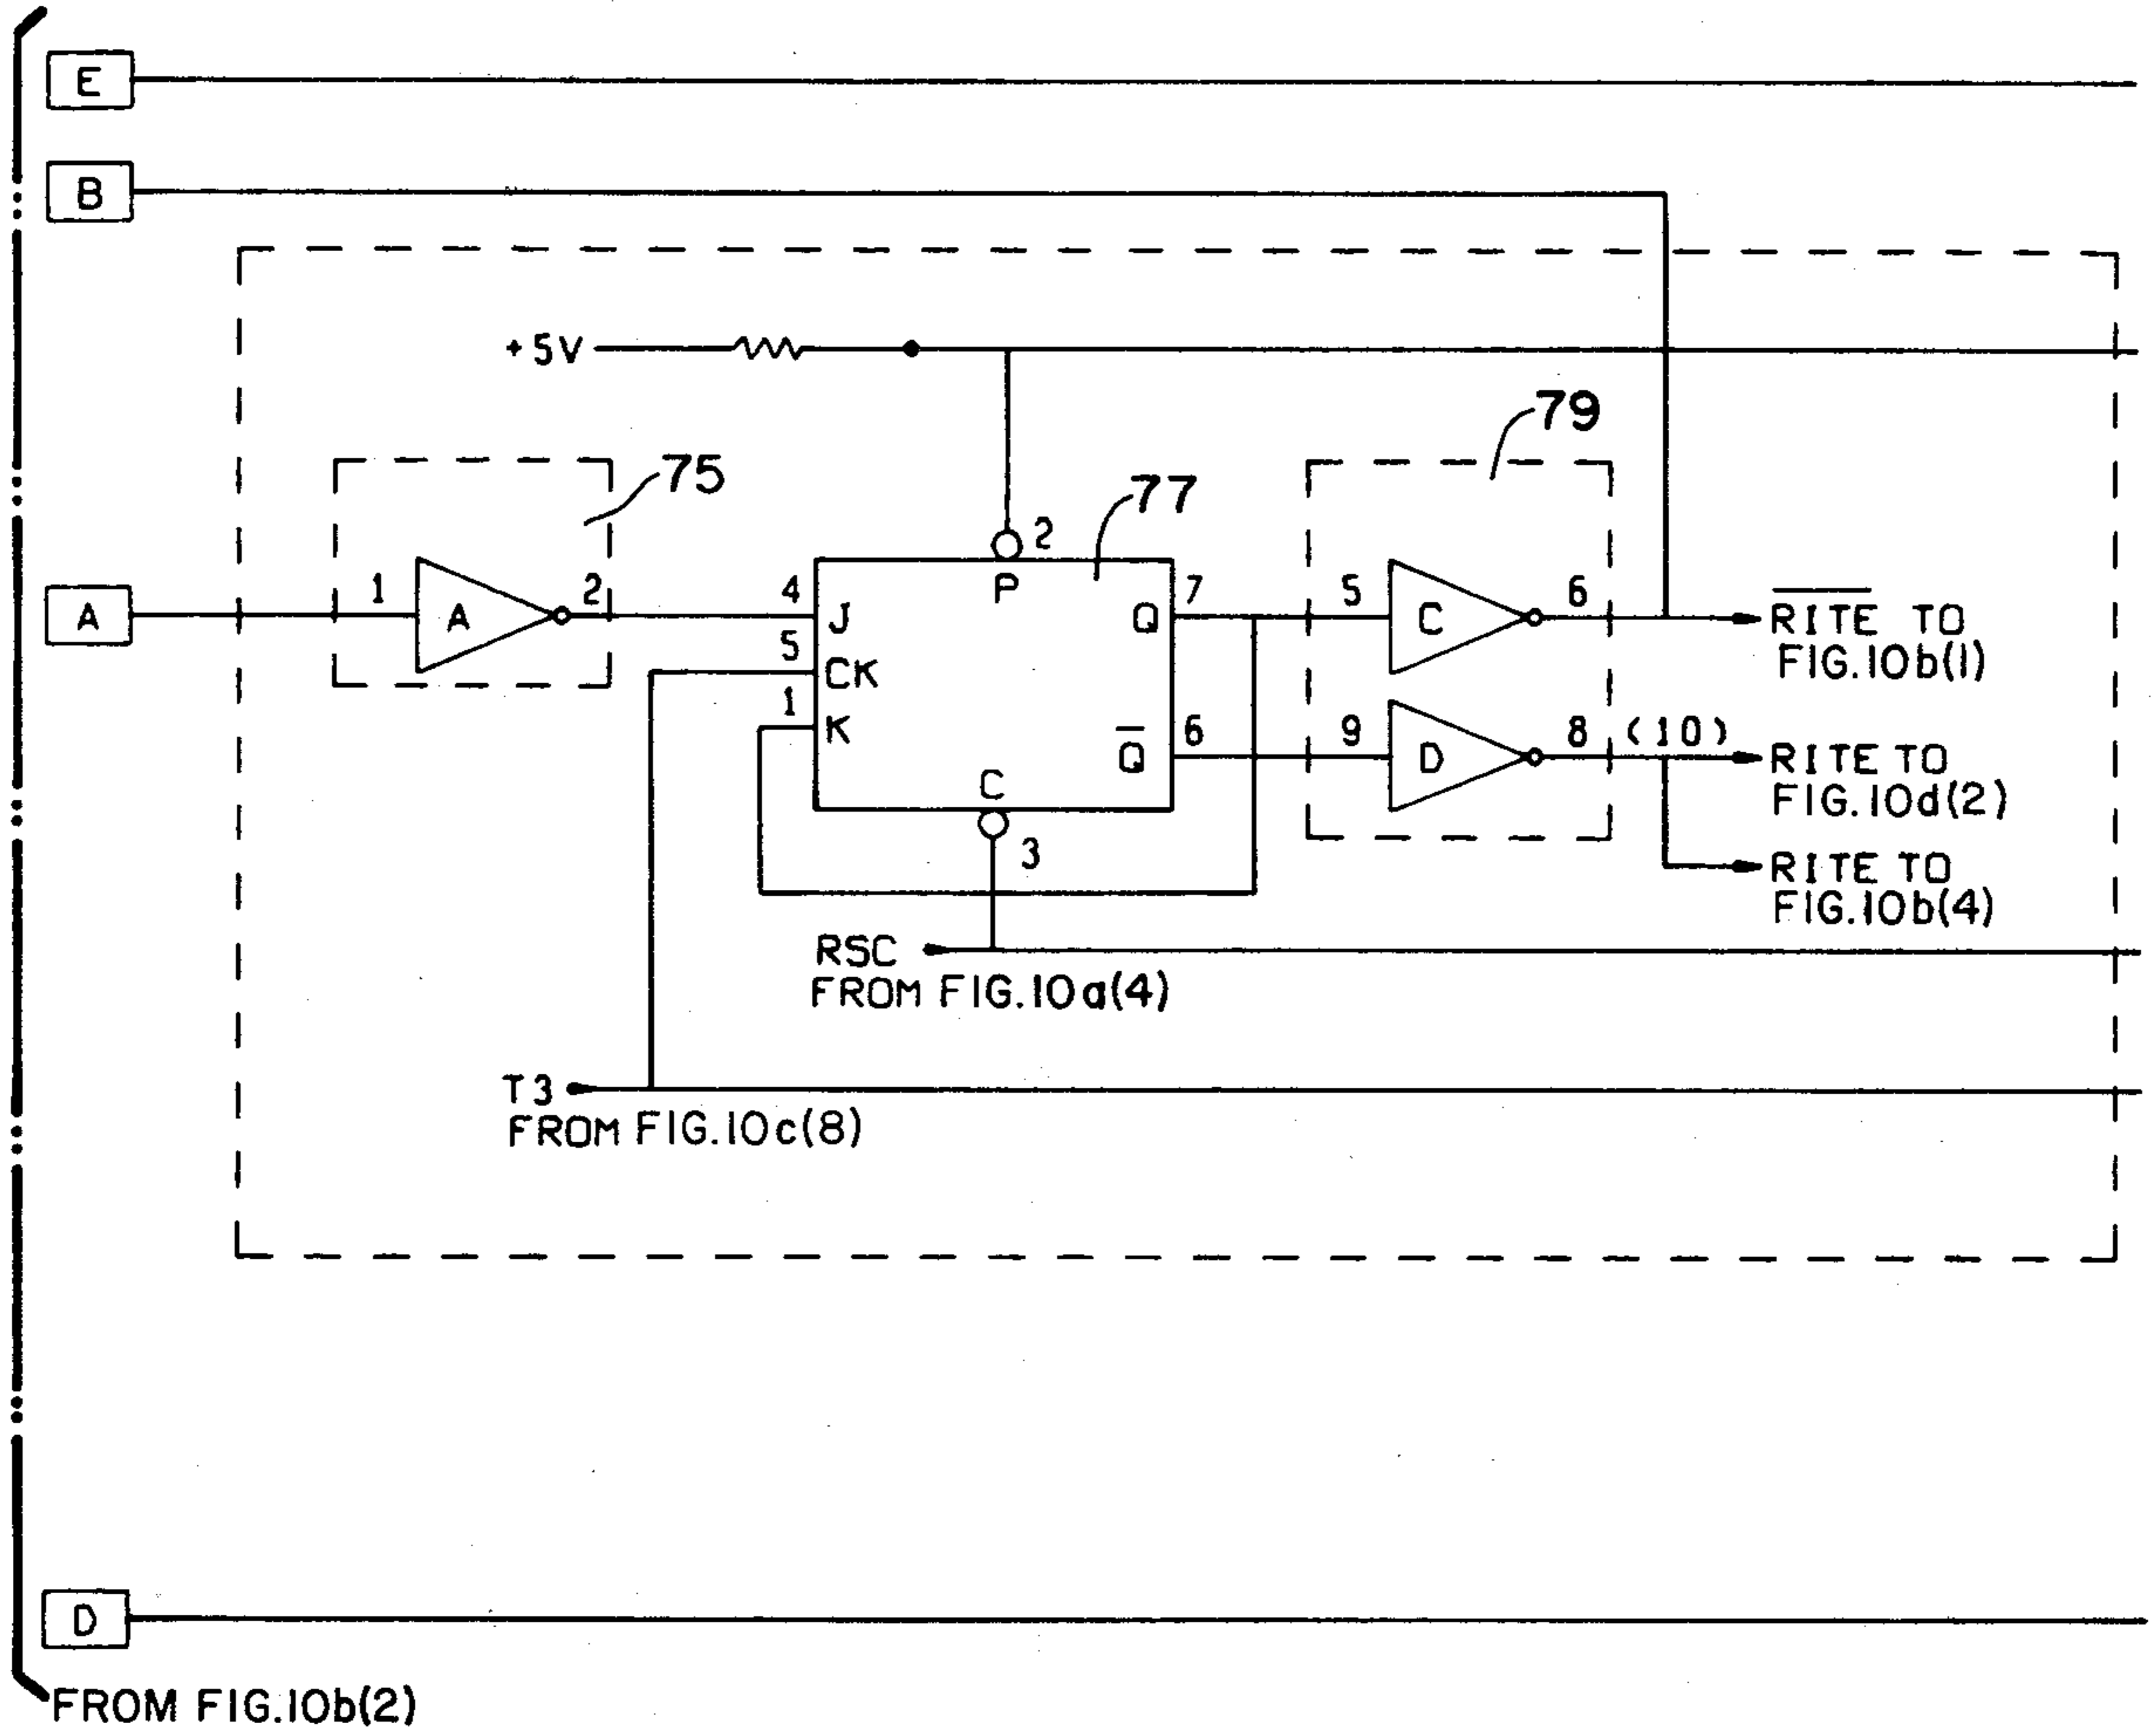 E
B
+5V
79
75
77
2
P
A
1
A
2
4
J
5
CK
1
K
7
Q
6
Q̅
C
3
5
C
6
R̅I̅T̅E̅ TO
FIG.10b(1)
9
D
8
(10)
RITE TO
FIG.10d(2)
RITE TO
FIG.10b(4)
RSC
FROM FIG.10a(4)
T3
FROM FIG.10c(8)
D
FROM FIG.10b(2)